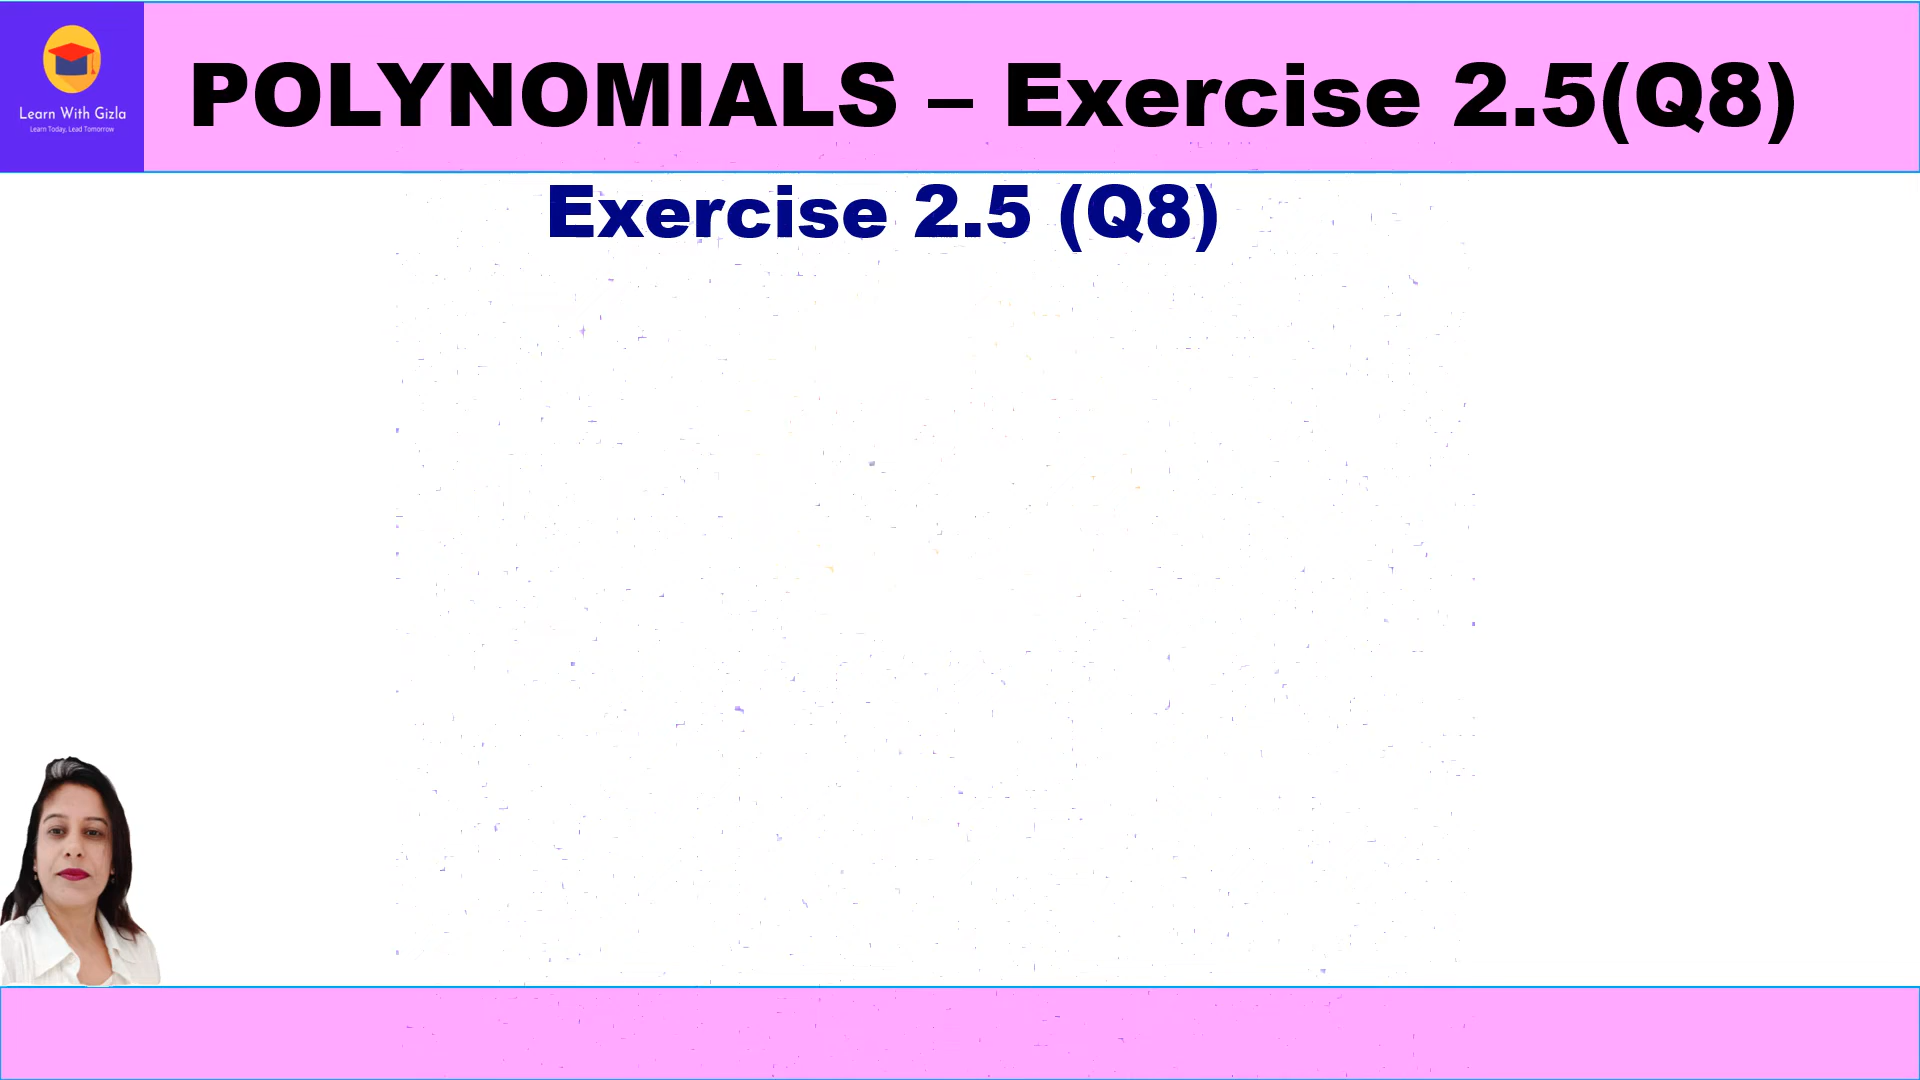 Learn With Gizla
Learn Today, Lead Tomorrow
POLYNOMIALS – Exercise 2.5(Q8)
Exercise 2.5 (Q8)